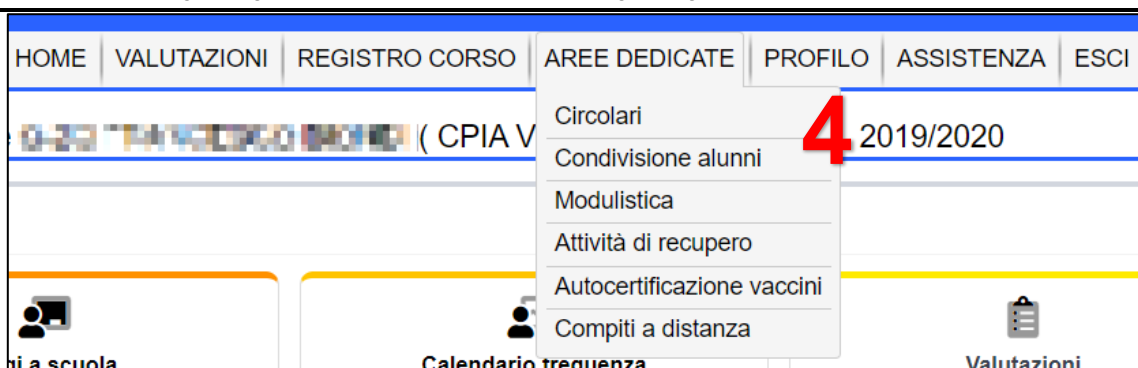 HOME VALUTAZIONI REGISTRO CORSO AREE DEDICATE PROFILO ASSISTENZA ESCI
( CPIA V 2019/2020
4
Circolari
Condivisione alunni
Modulistica
Attività di recupero
Autocertificazione vaccini
Compiti a distanza
a scuola Calendario frequenza Valutazioni